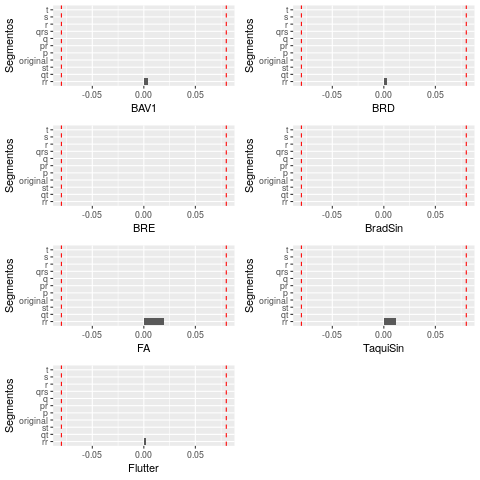 Segmentos
t
s
r
qrs
q
pr
p
original
st
qt
rr
-0.05 0.00 0.05
BAV1
Segmentos
t
s
r
qrs
q
pr
p
original
st
qt
rr
-0.05 0.00 0.05
BRD
Segmentos
t
s
r
qrs
q
pr
p
original
st
qt
rr
-0.05 0.00 0.05
BRE
Segmentos
t
s
r
qrs
q
pr
p
original
st
qt
rr
-0.05 0.00 0.05
BradSin
Segmentos
t
s
r
qrs
q
pr
p
original
st
qt
rr
-0.05 0.00 0.05
FA
Segmentos
t
s
r
qrs
q
pr
p
original
st
qt
rr
-0.05 0.00 0.05
TaquiSin
Segmentos
t
s
r
qrs
q
pr
p
original
st
qt
rr
-0.05 0.00 0.05
Flutter